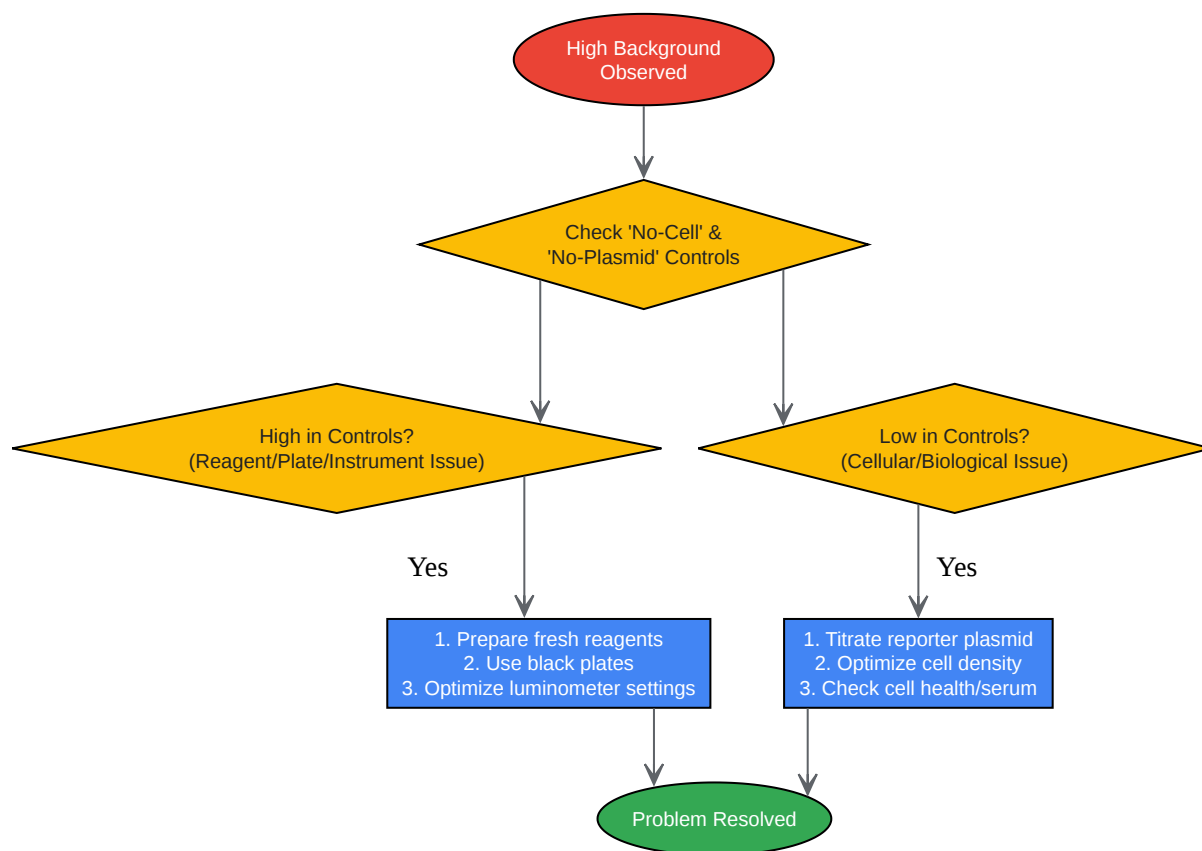 High Background
Observed
Check 'No-Cell' &
'No-Plasmid' Controls
High in Controls?
(Reagent/Plate/Instrument Issue)
Low in Controls?
(Cellular/Biological Issue)
Yes
Yes
1. Prepare fresh reagents
2. Use black plates
3. Optimize luminometer settings
1. Titrate reporter plasmid
2. Optimize cell density
3. Check cell health/serum
Problem Resolved